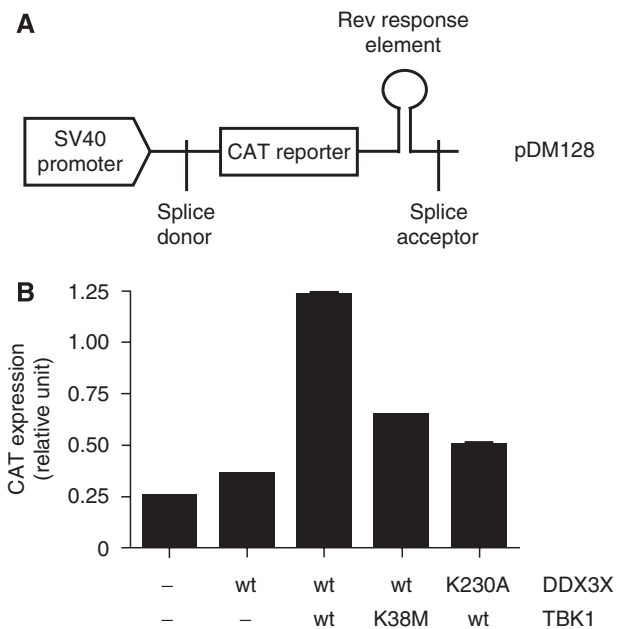 A
Rev response
element
SV40
promoter
CAT reporter
pDM128
Splice
donor
Splice
acceptor
B
CAT expression
(relative unit)
1.25
1.00
0.75
0.50
0.25
0
– wt wt wt K230A DDX3X
– – wt K38M wt TBK1